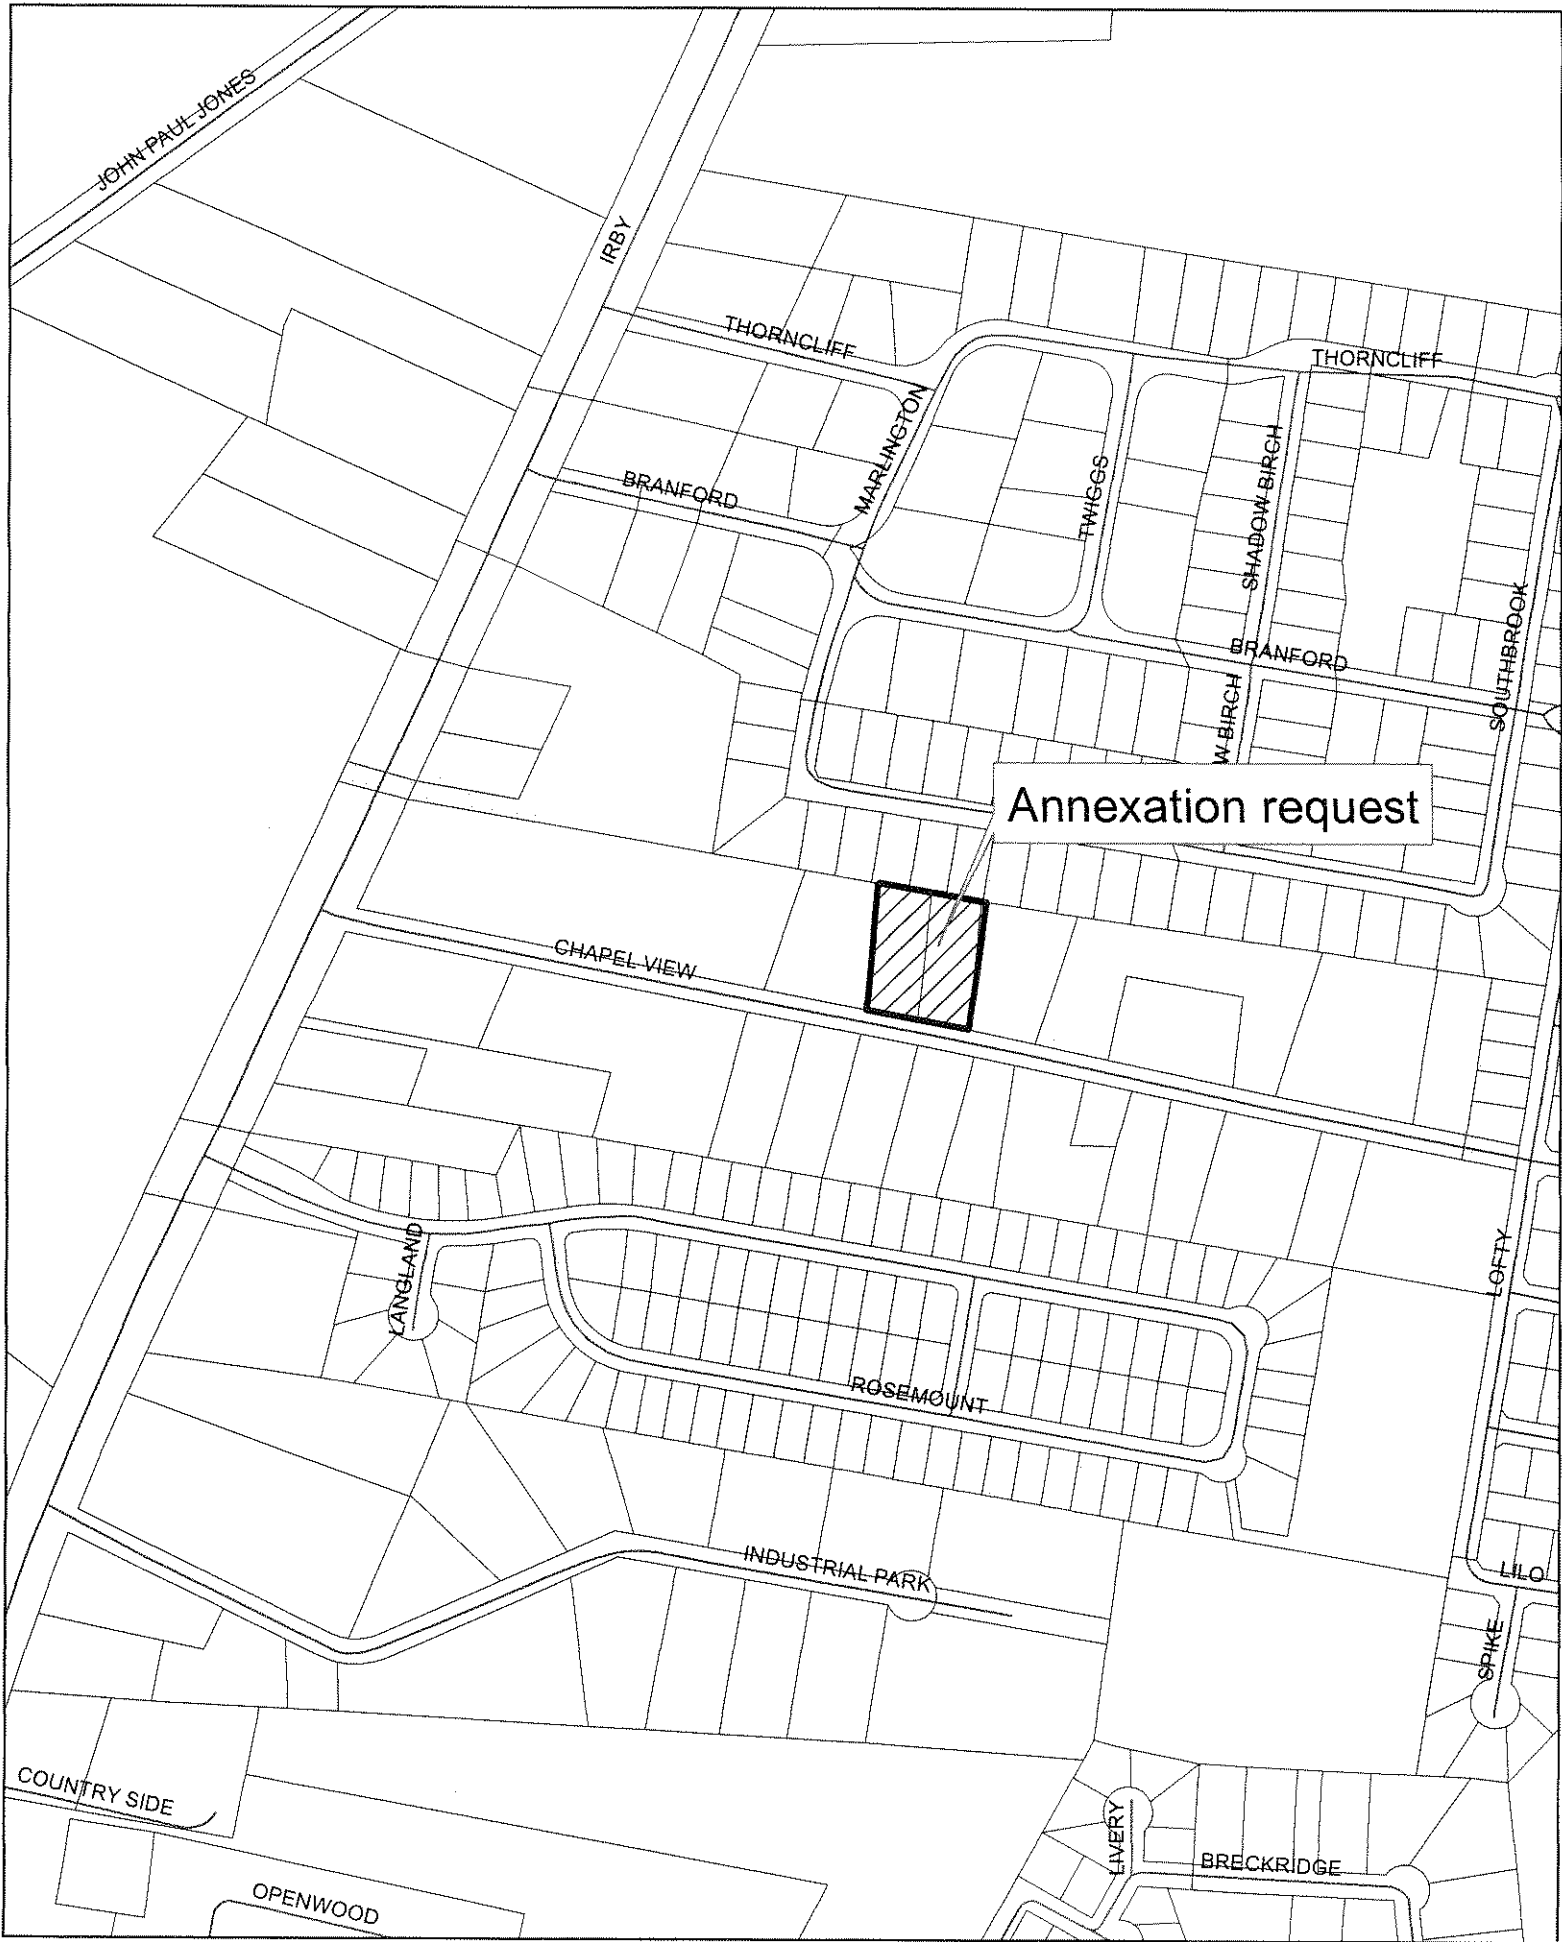 JOHN PAUL JONES
IRBY
THORNCLIFF
THORNCLIFF
MARLINGTON
BRANFORD
TWIGGS
SHADOW BIRCH
SOUTHBROOK
BRANFORD
W BIRCH
Annexation request
CHAPEL VIEW
LANGLAND
LOFTY
ROSEMOUNT
INDUSTRIAL PARK
LILO
SPIKE
COUNTRY SIDE
LIVERY
BRECKRIDGE
OPENWOOD